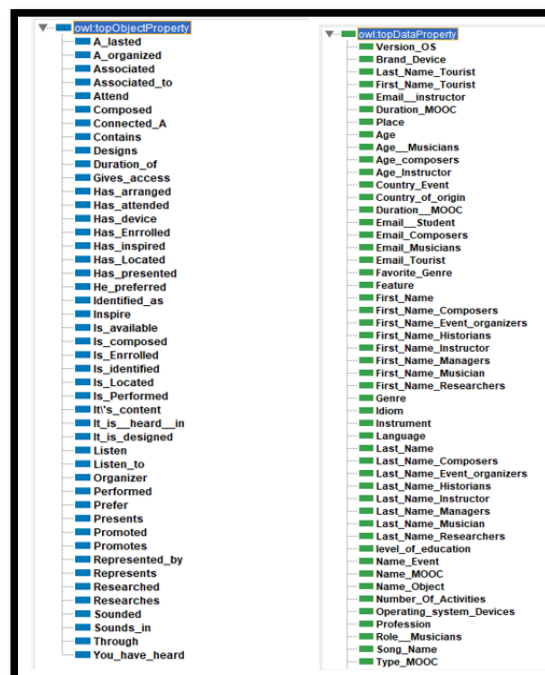 owl:topObjectProperty
A_lasted
A_organized
Associated
Associated_to
Attend
Composed
Connected_A
Contains
Designs
Duration_of
Gives_access
Has_arranged
Has_attended
Has_device
Has_Enrrolled
Has_inspired
Has_Located
Has_presented
He_preferred
Identified_as
Inspire
Is_available
Is_composed
Is_Enrrolled
Is_identified
Is_Located
Is_Performed
It\'s_content
It_is__heard__in
It_is_designed
Listen
Listen_to
Organizer
Performed
Prefer
Presents
Promoted
Promotes
Represented_by
Represents
Researched
Researches
Sounded
Sounds_in
Through
You_have_heard
owl:topDataProperty
Version_OS
Brand_Device
Last_Name_Tourist
First_Name_Tourist
Email__instructor
Duration_MOOC
Place
Age
Age__Musicians
Age_composers
Age_Instructor
Country_Event
Country_of_origin
Duration__MOOC
Email__Student
Email_Composers
Email_Musicians
Email_Tourist
Favorite_Genre
Feature
First_Name
First_Name_Composers
First_Name_Event_organizers
First_Name_Historians
First_Name_Instructor
First_Name_Managers
First_Name_Musician
First_Name_Researchers
Genre
Idiom
Instrument
Language
Last_Name
Last_Name_Composers
Last_Name_Event_organizers
Last_Name_Historians
Last_Name_Instructor
Last_Name_Managers
Last_Name_Musician
Last_Name_Researchers
level_of_education
Name_Event
Name_MOOC
Name_Object
Number_Of_Activities
Operating_system_Devices
Profession
Role__Musicians
Song_Name
Type_MOOC